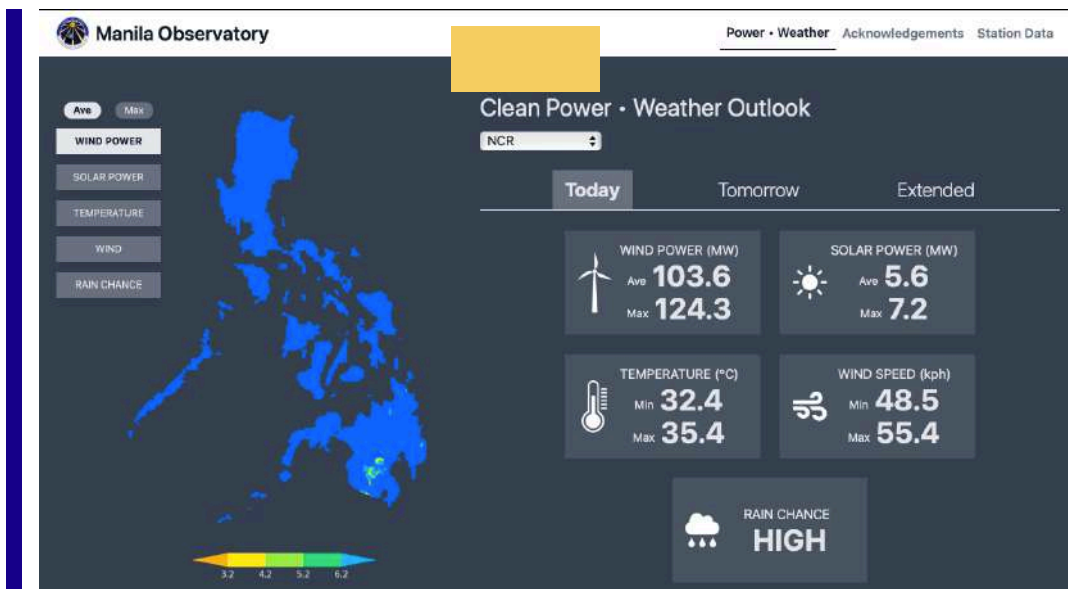 Manila Observatory
Power • Weather Acknowledgements Station Data
Ave Max
WIND POWER
SOLAR POWER
TEMPERATURE
WIND
RAIN CHANCE
3.2 4.2 5.2 6.2
Clean Power • Weather Outlook
NCR
Today Tomorrow Extended
WIND POWER (MW)
Ave 103.6
Max 124.3
SOLAR POWER (MW)
Ave 5.6
Max 7.2
TEMPERATURE (°C)
Min 32.4
Max 35.4
WIND SPEED (kph)
Min 48.5
Max 55.4
RAIN CHANCE
HIGH